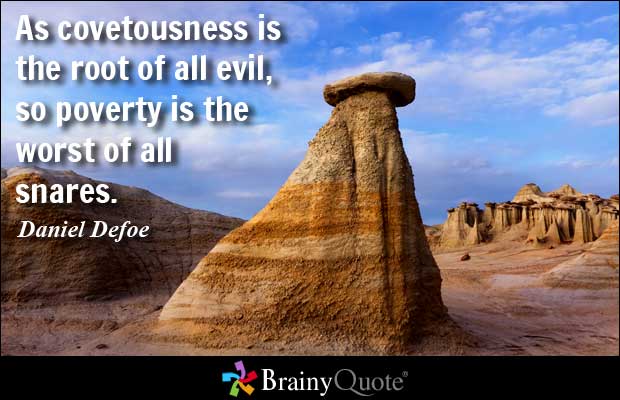 As covetousness is
the root of all evil,
so poverty is the
worst of all
snares.
Daniel Defoe
BrainyQuote®